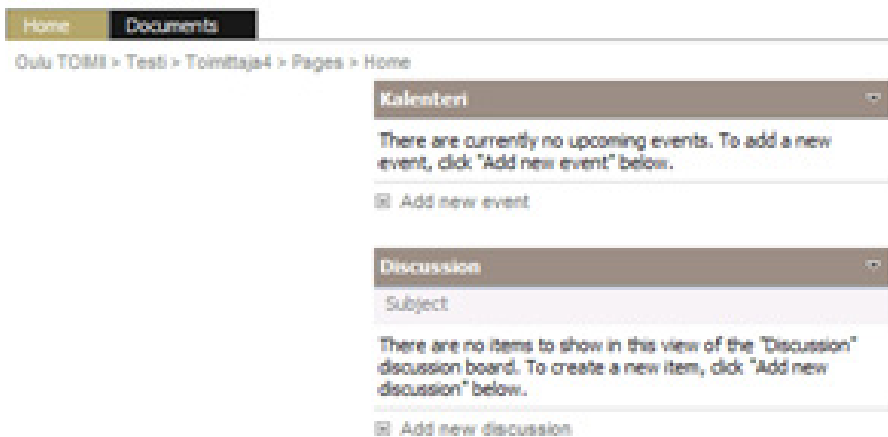 Home Documents
Oulu TOIMII > Testi > Toimittaja4 > Pages > Home
Kalenteri
There are currently no upcoming events. To add a new
event, click "Add new event" below.
Add new event
Discussion
Subject
There are no items to show in this view of the "Discussion"
discussion board. To create a new item, click "Add new
discussion" below.
Add new discussion